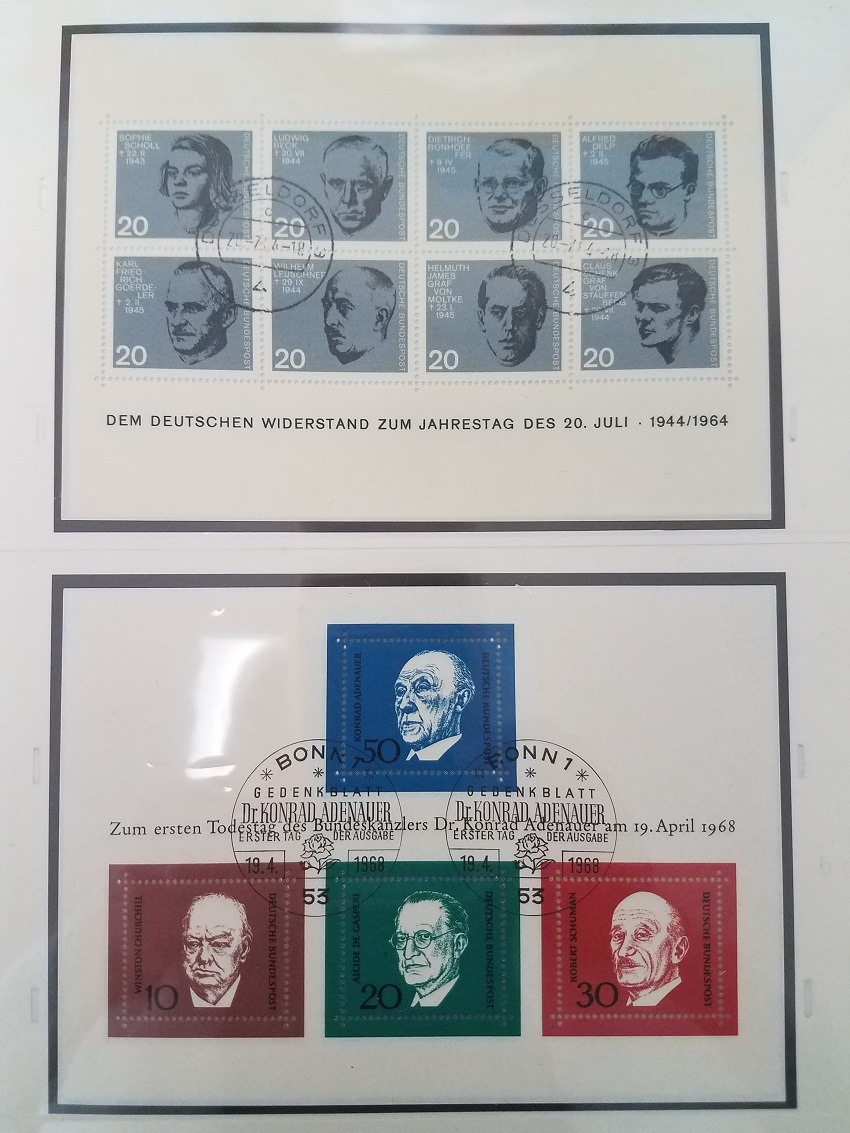 SOPHIE
SCHOLL
† 22 II
1943
DEUTSCHE BUNDESPOST
20
LUDWIG
BECK
† 20 VII
1944
DEUTSCHE BUNDESPOST
20
DIETRICH
BONHOEF-
FER
† 9 IV
1945
DEUTSCHE BUNDESPOST
20
ALFRED
DELP
† 2 II
1945
DEUTSCHE BUNDESPOST
20
DÜSSELDORF
DÜSSELDORF
KARL
FRIED
RICH
GOERDE-
LER
† 2 II
1945
DEUTSCHE BUNDESPOST
20
WILHELM
LEUSCHNER
† 29 IX
1944
DEUTSCHE BUNDESPOST
20
HELMUTH
JAMES
GRAF
VON
MOLTKE
† 23 I
1945
DEUTSCHE BUNDESPOST
20
CLAUS
SCHENK
GRAF
VON
STAUFFEN
BERG
1944
DEUTSCHE BUNDESPOST
20
DEM DEUTSCHEN WIDERSTAND ZUM JAHRESTAG DES 20. JULI · 1944/1964
KONRAD ADENAUER
DEUTSCHE BUNDESPOST
50
BONN 1
GEDENKBLATT
Dr. KONRAD ADENAUER
ERSTER TAG DER AUSGABE
19.4. 1968
53
BONN 1
GEDENKBLATT
Dr. KONRAD ADENAUER
ERSTER TAG DER AUSGABE
19.4. 1968
53
Zum ersten Todestag des Bundeskanzlers Dr. Konrad Adenauer am 19. April 1968
WINSTON CHURCHILL
DEUTSCHE BUNDESPOST
10
ALCIDE DE GASPERI
DEUTSCHE BUNDESPOST
20
ROBERT SCHUMAN
DEUTSCHE BUNDESPOST
30